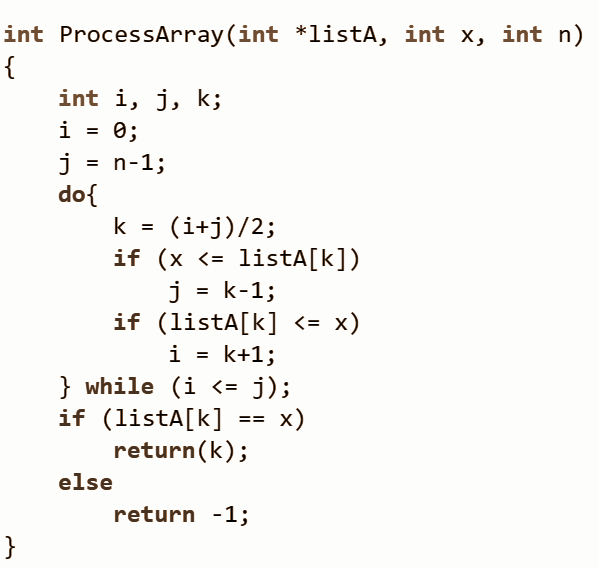 int ProcessArray(int *listA, int x, int n)
{
    int i, j, k;
    i = 0;
    j = n-1;
    do{
        k = (i+j)/2;
        if (x <= listA[k])
            j = k-1;
        if (listA[k] <= x)
            i = k+1;
    } while (i <= j);
    if (listA[k] == x)
        return(k);
    else
        return -1;
}